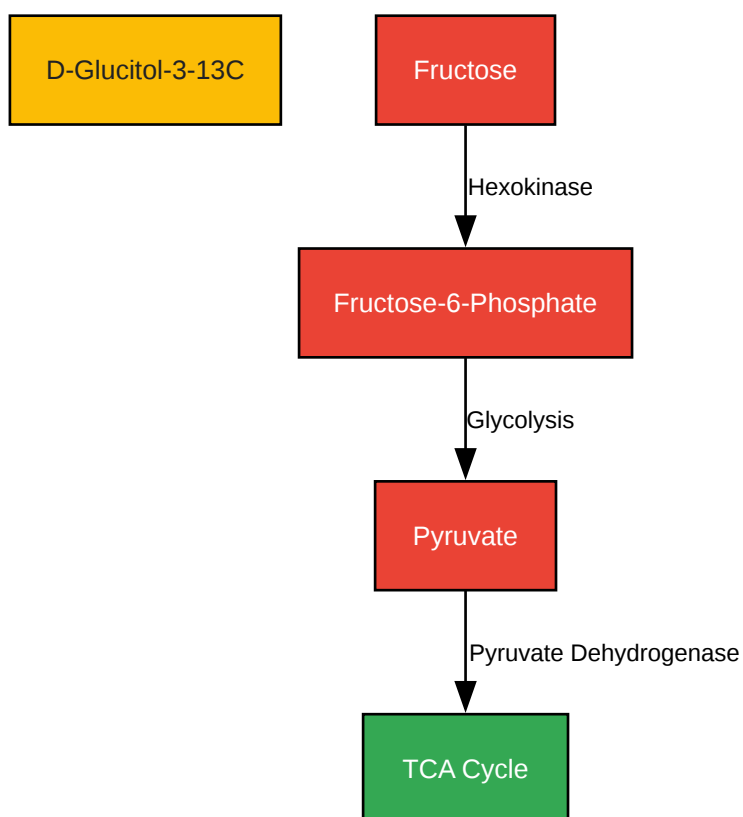 D-Glucitol-3-13C
Fructose
Hexokinase
Fructose-6-Phosphate
Glycolysis
Pyruvate
Pyruvate Dehydrogenase
TCA Cycle